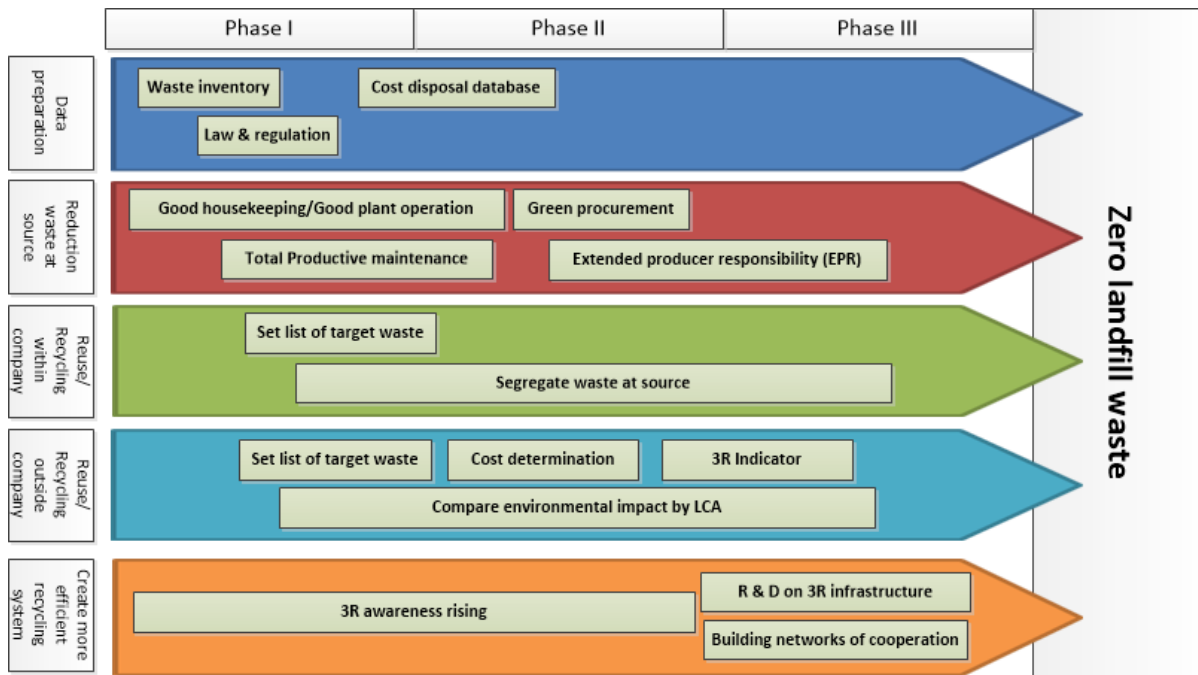 Phase I
Phase II
Phase III
Data
preparation
Waste inventory
Cost disposal database
Law & regulation
Reduction
waste at
source
Good housekeeping/Good plant operation
Green procurement
Total Productive maintenance
Extended producer responsibility (EPR)
Reuse/
Recycling
within
company
Set list of target waste
Segregate waste at source
Reuse/
Recycling
outside
company
Set list of target waste
Cost determination
3R Indicator
Compare environmental impact by LCA
Create more
efficient
recycling
system
3R awareness rising
R & D on 3R infrastructure
Building networks of cooperation
Zero landfill waste